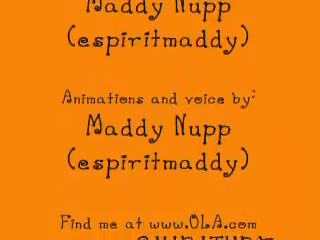 Maddy Nupp
(espiritmaddy)
Animations and voice by:
Maddy Nupp
(espiritmaddy)
Find me at www.OLA.com